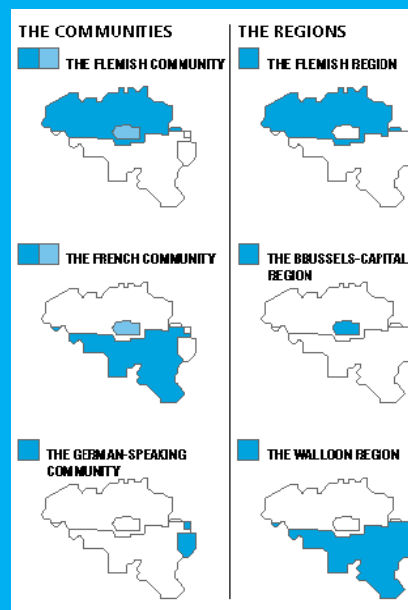 THE COMMUNITIES
THE FLEMISH COMMUNITY
THE FRENCH COMMUNITY
THE GERMAN-SPEAKING
COMMUNITY
THE REGIONS
THE FLEMISH REGION
THE BRUSSELS-CAPITAL
REGION
THE WALLOON REGION